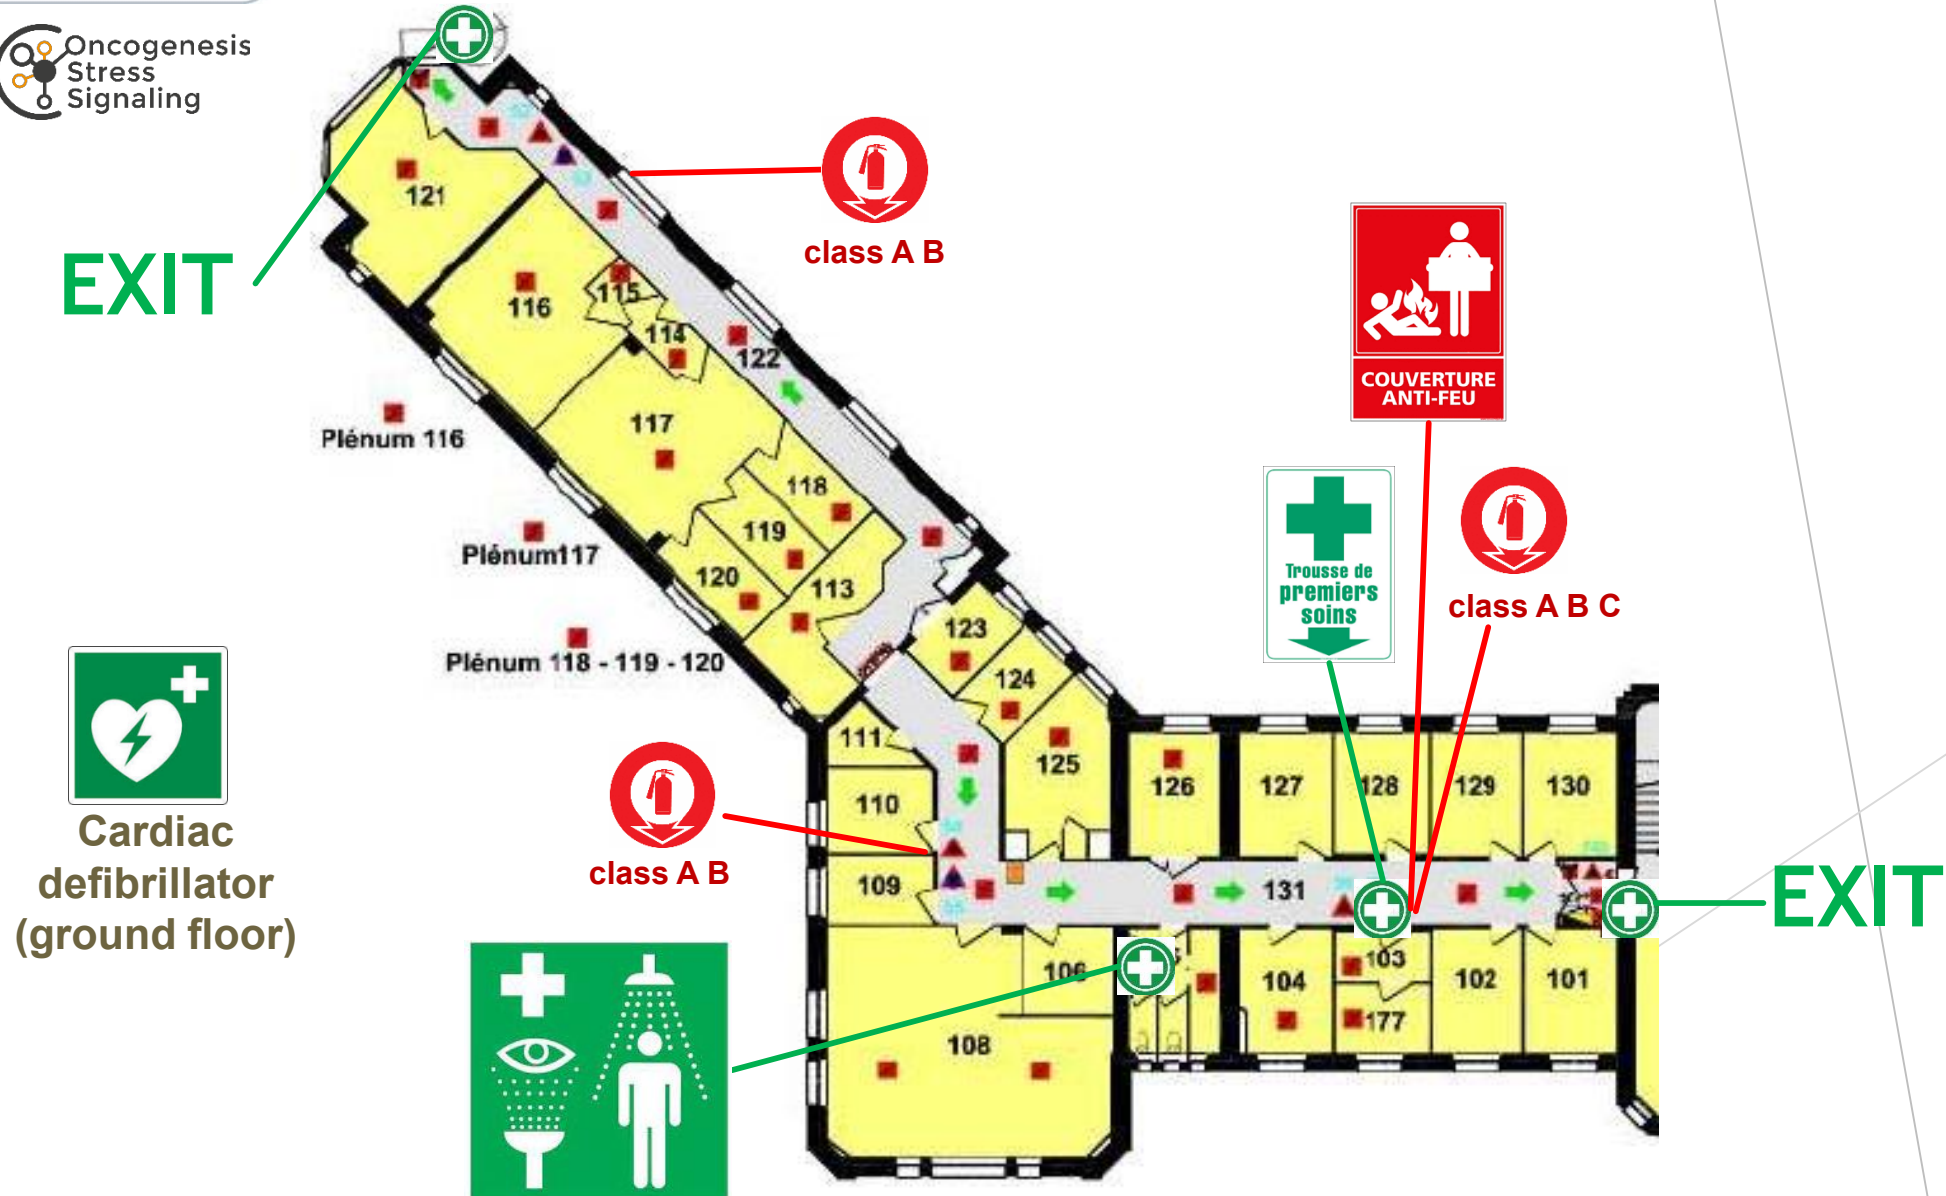 Oncogenesis
Stress
Signaling
EXIT
class A B
121
116
115
114
122
Plénum 116
117
118
119
120
113
Plénum117
Plénum 118 - 119 - 120
COUVERTURE
ANTI-FEU
Trousse de
premiers
soins
class A B C
123
124
125
111
110
109
126
127
128
129
130
131
class A B
Cardiac
defibrillator
(ground floor)
EXIT
106
108
104
103
177
102
101